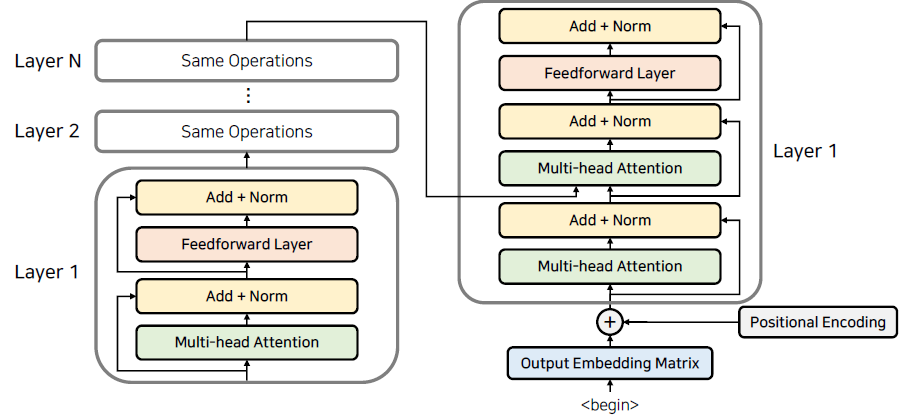 Layer N
Same Operations
⋮
Layer 2
Same Operations
Layer 1
Add + Norm
Feedforward Layer
Add + Norm
Multi-head Attention
Add + Norm
Feedforward Layer
Add + Norm
Multi-head Attention
Add + Norm
Multi-head Attention
Layer 1
+
Positional Encoding
Output Embedding Matrix
<begin>